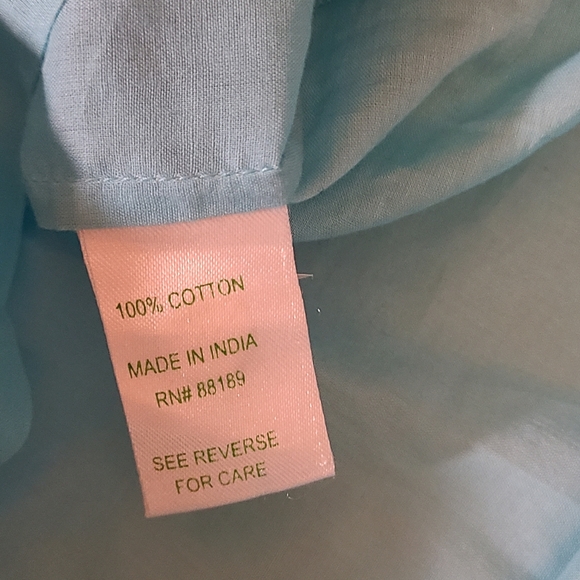 100% COTTON
MADE IN INDIA
RN# 88189
SEE REVERSE
FOR CARE